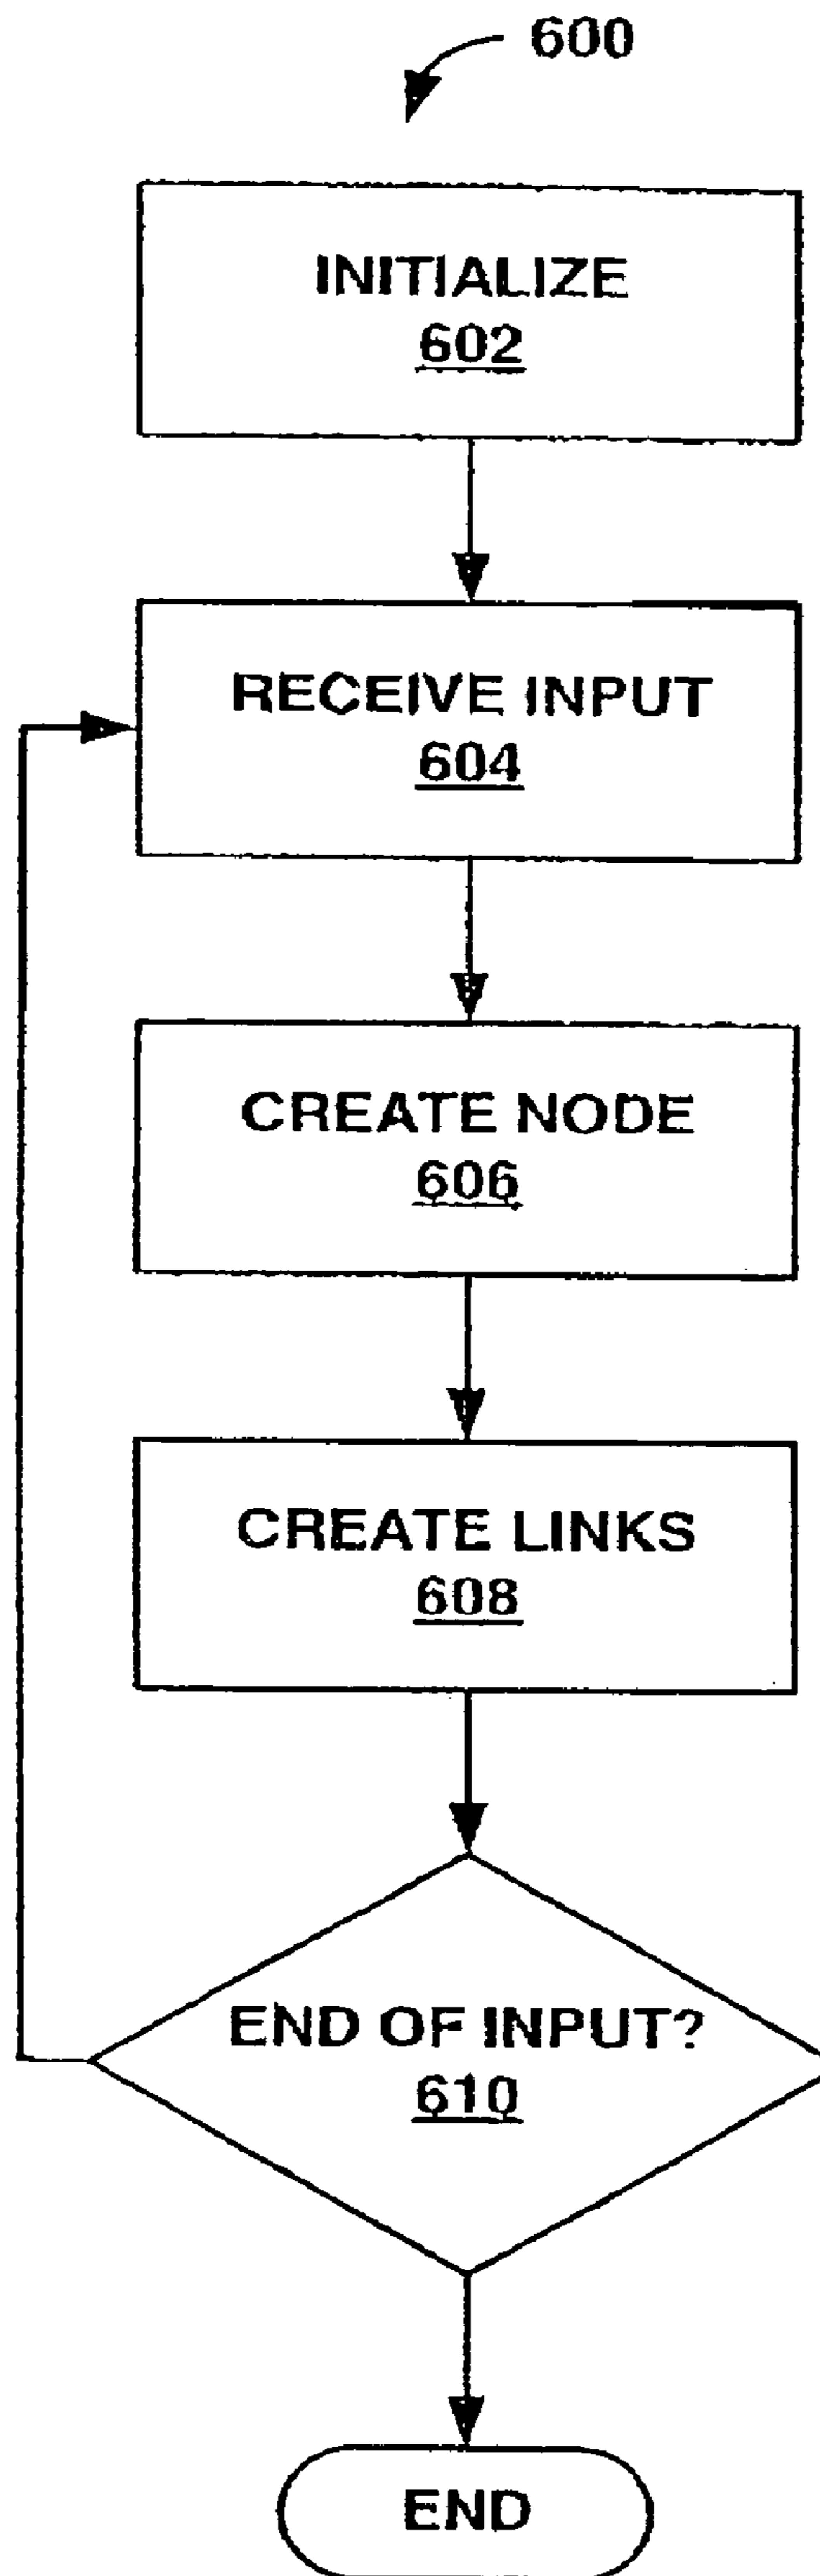 600
INITIALIZE
602
RECEIVE INPUT
604
CREATE NODE
606
CREATE LINKS
608
END OF INPUT?
610
END